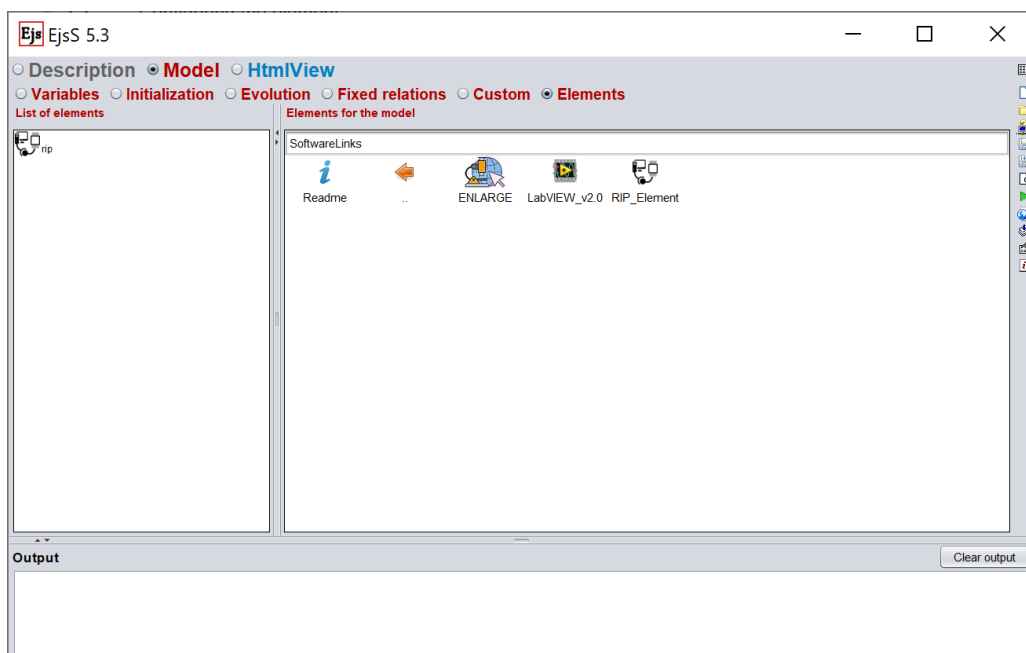 Ejs EjsS 5.3
Description Model HtmlView
Variables Initialization Evolution Fixed relations Custom Elements
List of elements
Elements for the model
rip
SoftwareLinks
Readme .. ENLARGE LabVIEW_v2.0 RIP_Element
Output
Clear output